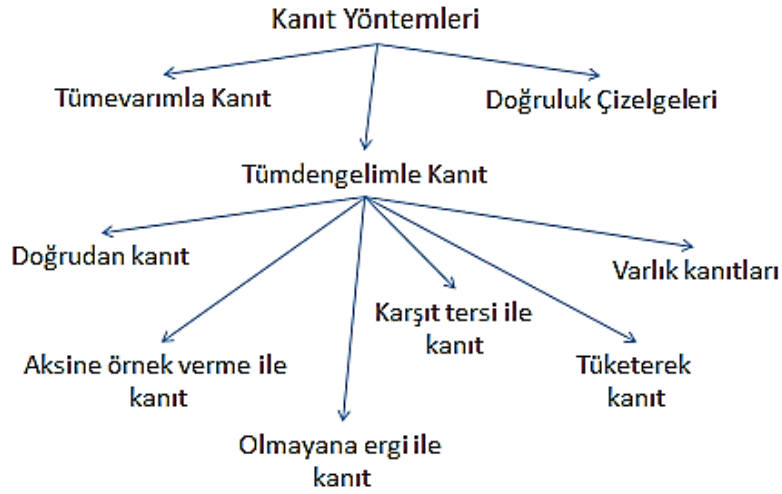 Kanıt Yöntemleri
Tümevarımla Kanıt
Doğruluk Çizelgeleri
Tümdengelimle Kanıt
Doğrudan kanıt
Varlık kanıtları
Karşıt tersi ile
kanıt
Aksine örnek verme ile
kanıt
Tüketerek
kanıt
Olmayana ergi ile
kanıt